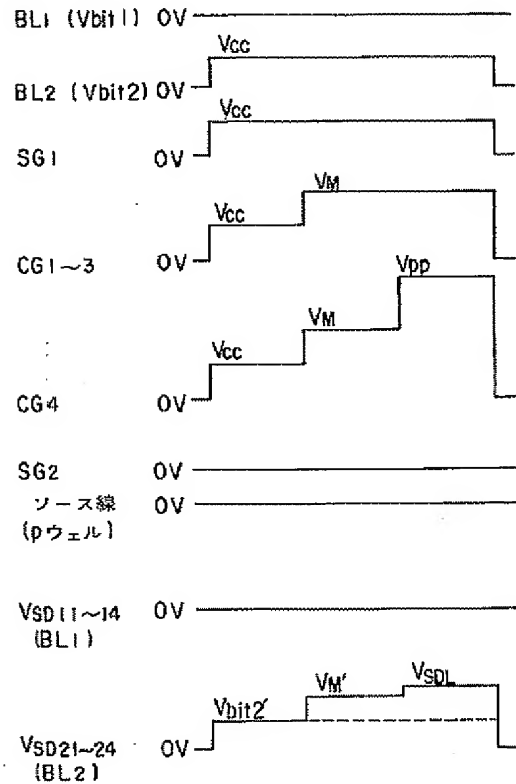 BL1 (Vbit1) 0V
Vcc
BL2 (Vbit2) 0V
Vcc
SG1 0V
VM
Vcc
CG1~3 0V
Vpp
VM
Vcc
CG4 0V
SG2 0V
ソース線 0V
(pウェル)
VSD11~14 0V
(BL1)
VSDL
VM'
Vbit2'
VSD21~24 0V
(BL2)